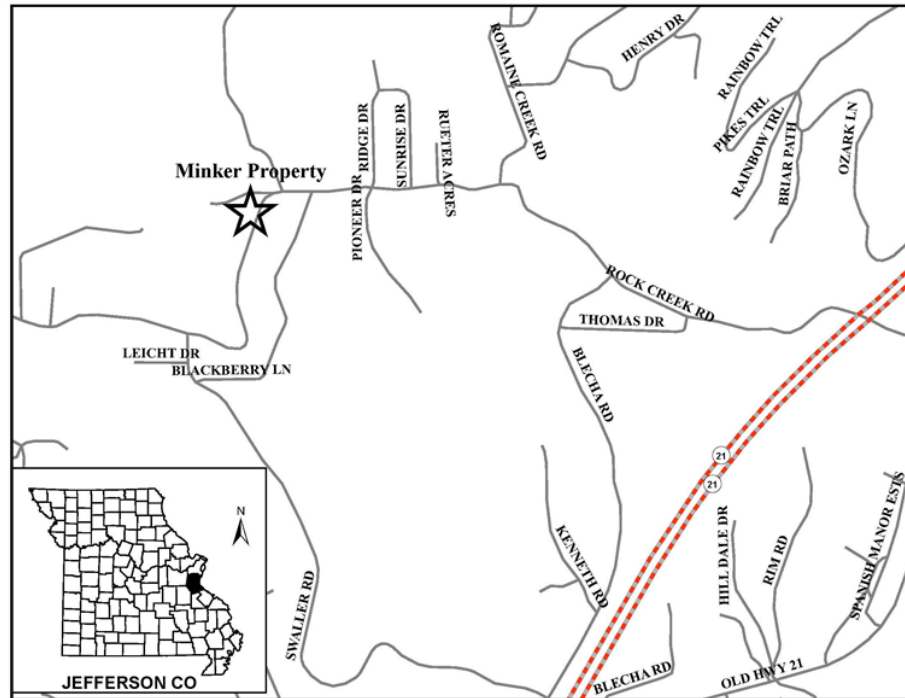 HENRY DR
ROMAINE CREEK RD
RAINBOW TRL
PIKES TRL
RAINBOW TRL
BRIAR PATH
OZARK LN
RIDGE DR
SUNRISE DR
RUETER ACRES
Minker Property
PIONEER DR
ROCK CREEK RD
THOMAS DR
LEICHT DR
BLACKBERRY LN
BLECHA RD
21
21
KENNETH RD
HILL DALE DR
RIM RD
SPANISH MANOR ESTS
SWALLER RD
BLECHA RD
OLD HWY 21
N
JEFFERSON CO